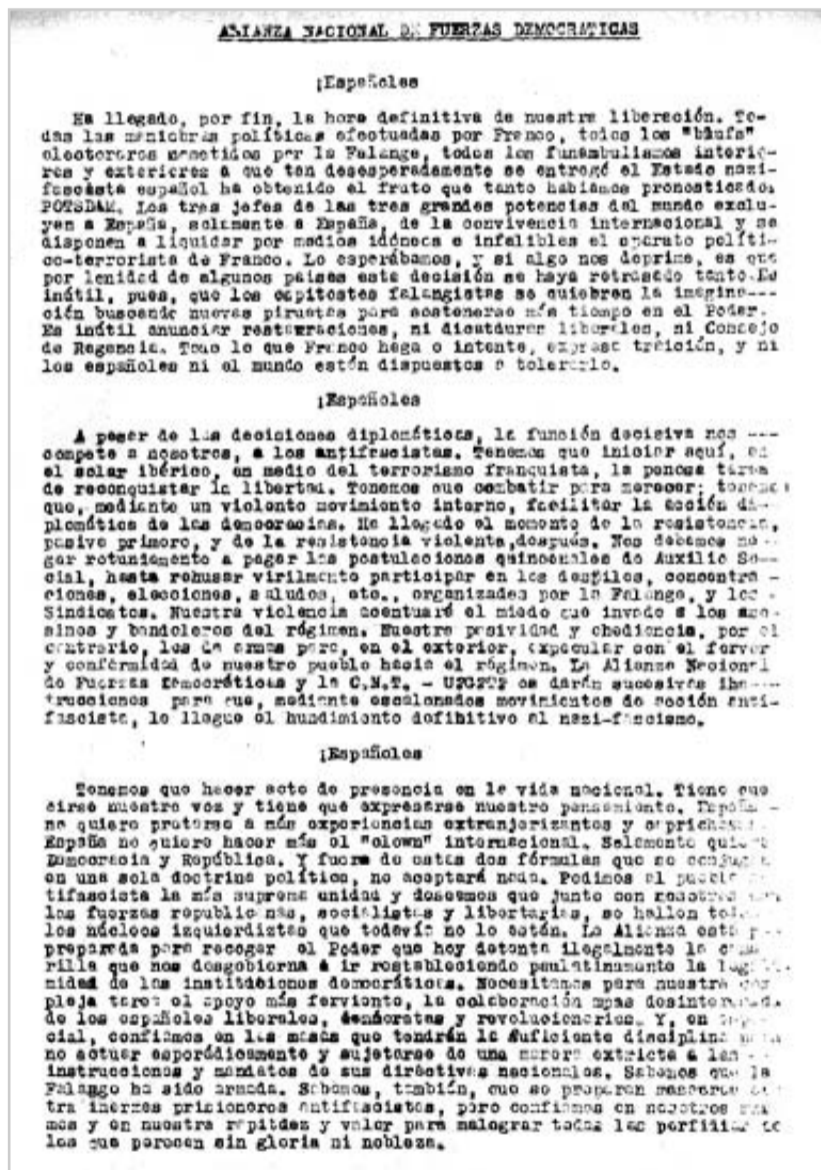 ALIANZA NACIONAL DE FUERZAS DEMOCRATICAS
¡Españoles
Ha llegado, por fin, la hora definitiva de nuestra liberación. To-
das las maniobras políticas efectuadas por Franco, todos los "blufs"
electoreros cometidos por la Falange, todos los funambulismos interio-
res y exteriores a que tan desesperadamente se entregó el Estado nazi-
fascista español ha obtenido el fruto que tanto habíamos pronosticado:
POTSDAM. Los tres jefes de las tres grandes potencias del mundo exclu-
yen a España, solamente a España, de la convivencia internacional y se
disponen a liquidar por medios idóneos e infalibles el aparato políti-
co-terrorista de Franco. Lo esperábamos, y si algo nos deprime, es que
por lenidad de algunos paises esta decisión se haya retrasado tanto. Es
inútil, pues, que los capitostes falangistas se quiebren la imagina---
ción buscando nuevas piruetas para sostenerse más tiempo en el Poder.
Es inútil anunciar restauraciones, ni dictaduras liberales, ni Concejo
de Regencia. Todo lo que Franco haga o intente, traición, y ni
los españoles ni el mundo están dispuestos a tolerarlo.
¡Españoles
A pesar de las decisiones diplomáticas, la función decisiva nos ---
compete a nosotros, a los antifascistas. Tenemos que iniciar aquí, en
el solar ibérico, en medio del terrorismo franquista, la penosa tarea
de reconquistar la libertad. Tenemos que combatir para merecer; tenemos
que, mediante un violento movimiento interno, facilitar la acción di-
plomática de las democracias. Ha llegado el momento de la resistencia,
pasiva primero, y de la resistencia violenta, después. Nos debemos ne-
gar rotundamente a pagar las postulaciones quincenales de Auxilio So-
cial, hasta rehusar virilmente participar en los desfiles, concentra -
ciones, elecciones, saludos, etc., organizados por la Falange, y los -
Sindicatos. Nuestra violencia acentuará el miedo que invade a los ase-
sinos y bandoleros del régimen. Nuestra pasividad y obediencia, por el
contrario, les da armas para, en el exterior, especular con el fervor
y confórmidad de nuestro pueblo hacia el régimen. La Alianza Nacional
de Fuerzas Democráticas y la C.N.T. - os darán sucesivas ins---
trucciones para que, mediante escalonados movimientos de acción anti-
fascista, le llegue el hundimiento defibitivo al nazi-fascismo.
¡Españoles
Tenemos que hacer acto de presencia en la vida nacional. Tiene que
oirse nuestra voz y tiene que expresarse nuestro pensamiento. España -
no quiere prestarse a más experiencias extranjerizantes y
España no quiere hacer más el "clown" internacional. Solamente quiere
Democracia y República. Y fuera de estas dos fórmulas que se conjugan
en una sola doctrina política, no aceptará nada. Pedimos al pueblo
tifascista la más suprema unidad y deseamos que junto con nosotros
las fuerzas republicanas, socialistas y libertarias, se hallen
los núcleos izquierdistas que todavía no lo están. La Alianza está
preparada para recoger el Poder que hoy detenta ilegalmente la
rilla que nos desgobierna é ir restableciendo paulatinamente la
midad de las institúbiones democráticas. Necesitamos para nuestra com
pleja tarea el apoyo más ferviente, la colaboración mpas desinteresada
de los españoles liberales, demócratas y revolucionarios. Y, en
cial, confiamos en las masas que tendrán la suficiente disciplina para
no actuar esporádicamente y sujetarse de una manera extricta a las -
instrucciones y mandatos de sus diréctivas nacionales. Sabemos que la
Falange ha sido armada. Sabemos, también, que se preparan
tra inermes prisioneros antifascistas, pero confiamos en nosotros
mos y en nuestra rapitdez y valor para malograr todas las
los que perecen sin gloria ni nobleza.